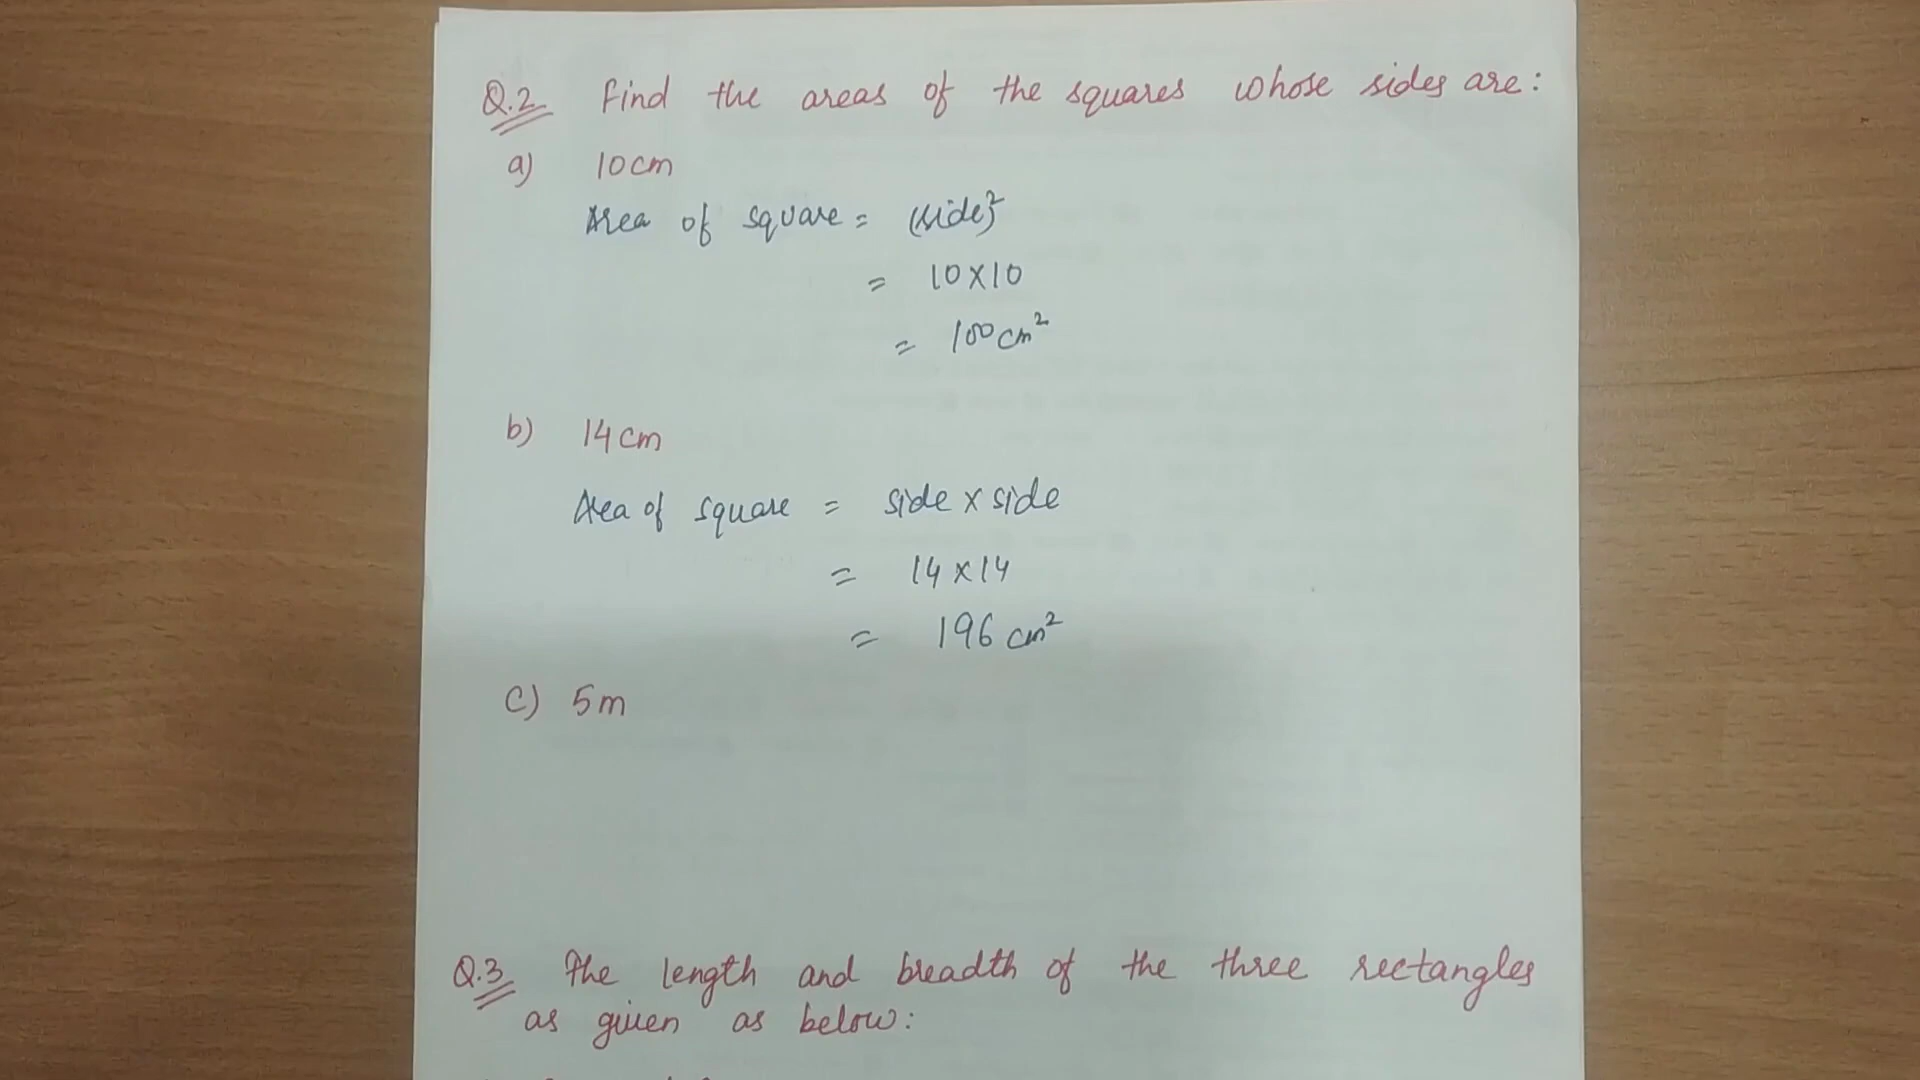 Q.2 Find the areas of the squares whose sides are:
a) 10cm
Area of square = (side)²
= 10×10
= 100cm²
b) 14cm
Area of square = side × side
= 14×14
= 196 cm²
C) 5m
Q.3 The length and breadth of the three rectangles
as given as below: